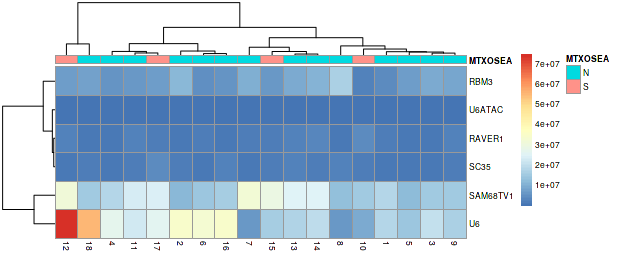 MTXOSEA
RBM3
U6ATAC
RAVER1
SC35
SAM68TV1
U6
12 18 4 11 17 2 6 16 7 15 13 14 8 10 1 5 3 9
7e+07
6e+07
5e+07
4e+07
3e+07
2e+07
1e+07
MTXOSEA
N
S